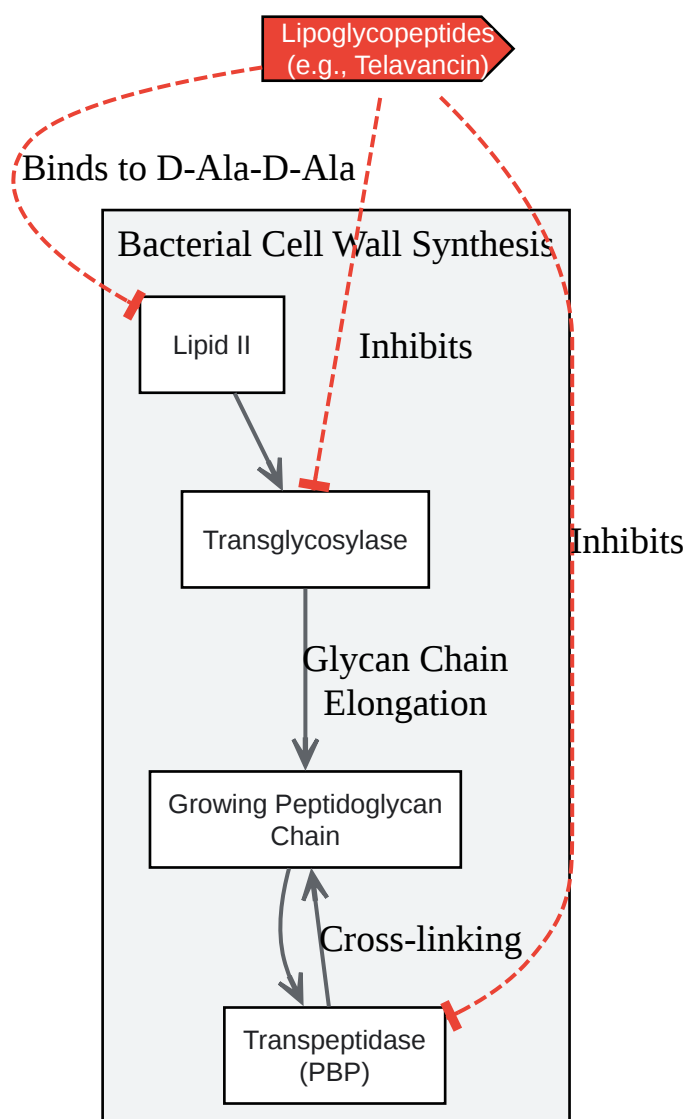 Lipoglycopeptides
(e.g., Telavancin)
Binds to D-Ala-D-Ala
Bacterial Cell Wall Synthesis
Lipid II
Inhibits
Transglycosylase
Inhibits
Glycan Chain
Elongation
Growing Peptidoglycan
Chain
Cross-linking
Transpeptidase
(PBP)